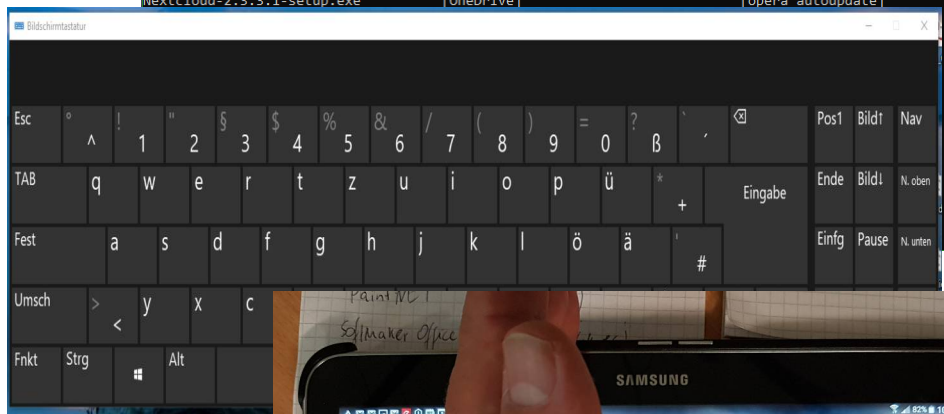 Nextcloud-2.3.3.1-setup.exe |OneDrive| |opera autoupdate|
Bildschirmtastatur
Esc ° ^ ! 1 " 2 § 3 $ 4 % 5 & 6 / 7 ( 8 ) 9 = 0 ? ß ` ´ Pos1 Bild↑ Nav
TAB q w e r t z u i o p ü * + Eingabe Ende Bild↓ N. oben
Fest a s d f g h j k l ö ä ' # Einfg Pause N. unten
Umsch > < y x c
Paint
Softmaker Office
Fnkt Strg Alt
SAMSUNG
82%